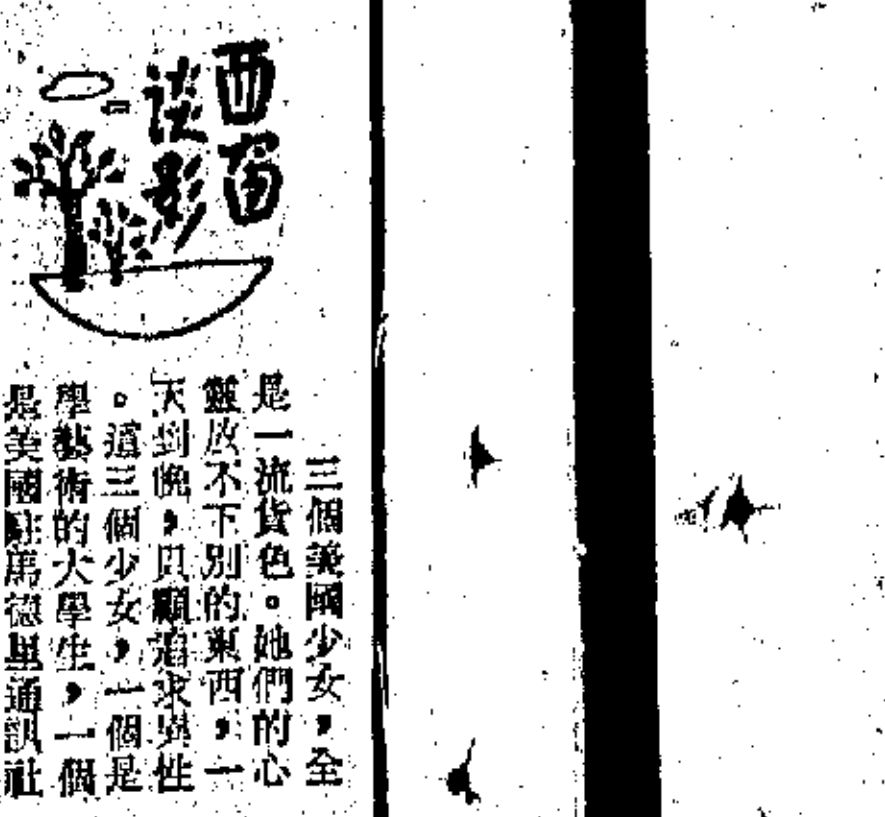 西窗
談影
三個美國少女，全
是一流貨色。她們的心
靈放不下別的東西，一
天到晚，只顧追求異性
。這三個少女，一個是
學藝術的大學生，一個
是美國駐馬德里通訊社